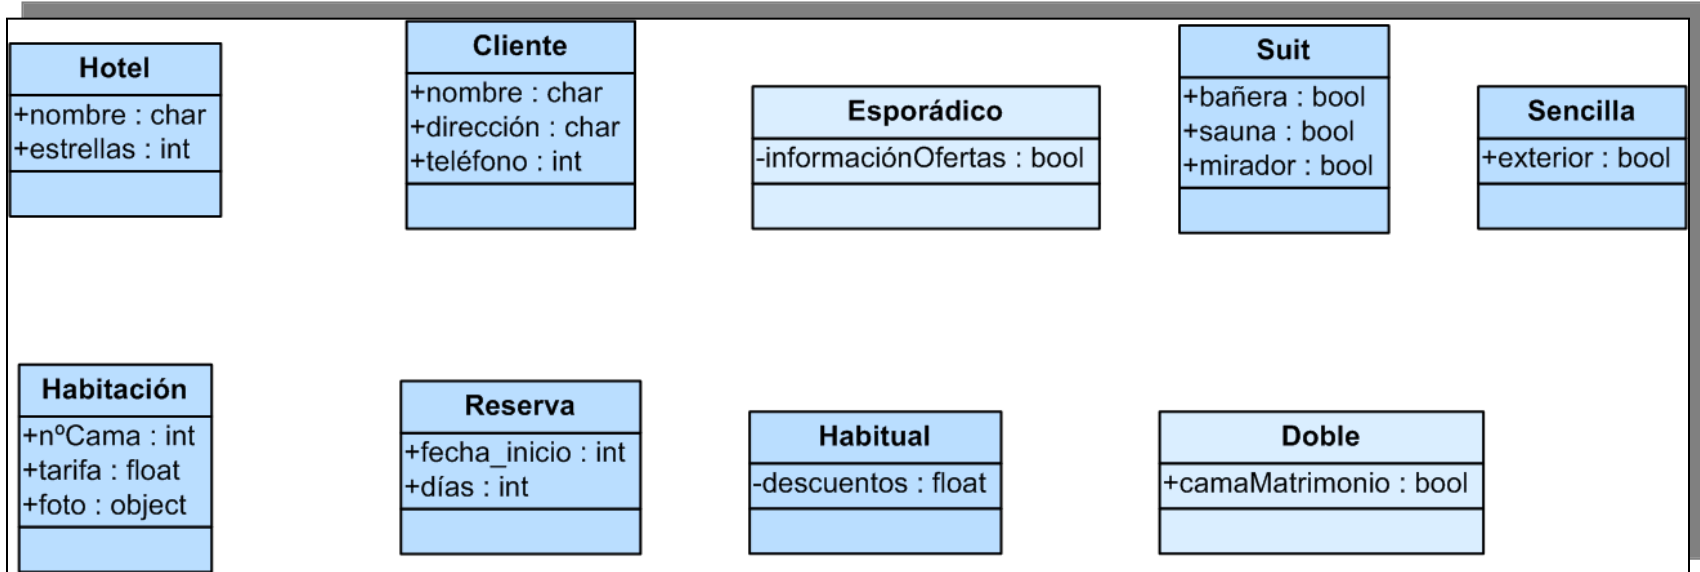 Hotel
+nombre : char
+estrellas : int
Cliente
+nombre : char
+dirección : char
+teléfono : int
Esporádico
-informaciónOfertas : bool
Suit
+bañera : bool
+sauna : bool
+mirador : bool
Sencilla
+exterior : bool
Habitación
+nºCama : int
+tarifa : float
+foto : object
Reserva
+fecha_inicio : int
+días : int
Habitual
-descuentos : float
Doble
+camaMatrimonio : bool